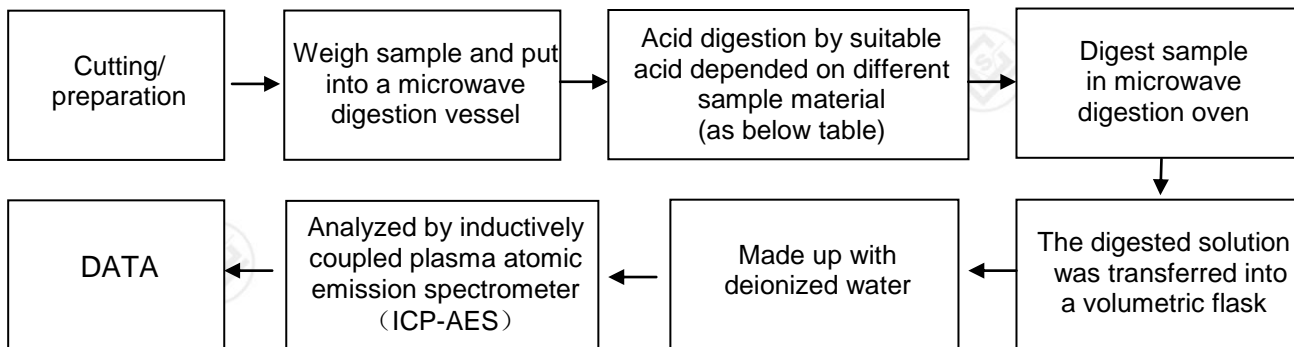 Cutting/
preparation
Weigh sample and put
into a microwave
digestion vessel
Acid digestion by suitable
acid depended on different
sample material
(as below table)
Digest sample
in microwave
digestion oven
The digested solution
was transferred into
a volumetric flask
Made up with
deionized water
Analyzed by inductively
coupled plasma atomic
emission spectrometer
（ICP-AES）
DATA